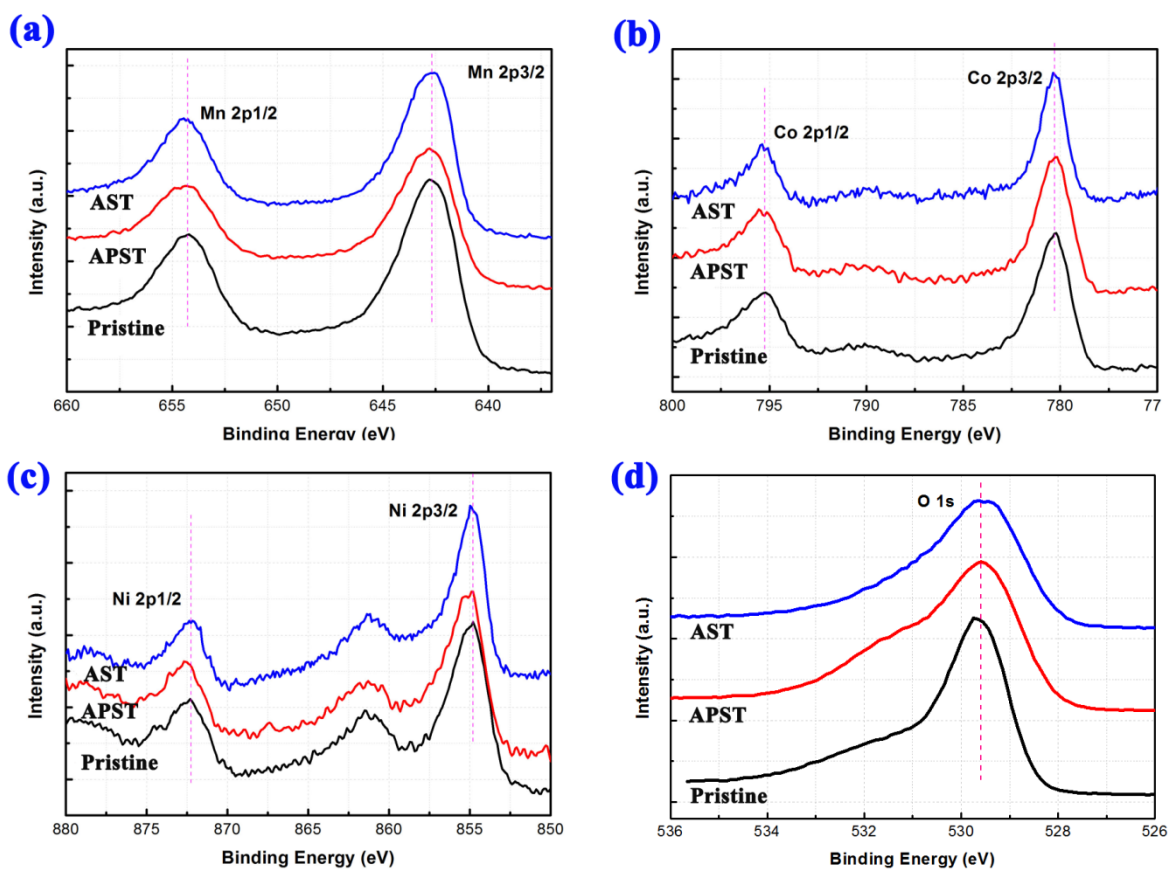 (a)
Mn 2p3/2
Mn 2p1/2
AST
APST
Pristine
Intensity (a.u.)
660 655 650 645 640
Binding Energy (eV)
(b)
Co 2p3/2
Co 2p1/2
AST
APST
Pristine
Intensity (a.u.)
800 795 790 785 780 77
Binding Energy (eV)
(c)
Ni 2p3/2
Ni 2p1/2
AST
APST
Pristine
Intensity (a.u.)
880 875 870 865 860 855 850
Binding Energy (eV)
(d)
O 1s
AST
APST
Pristine
Intensity (a.u.)
536 534 532 530 528 526
Binding Energy (eV)